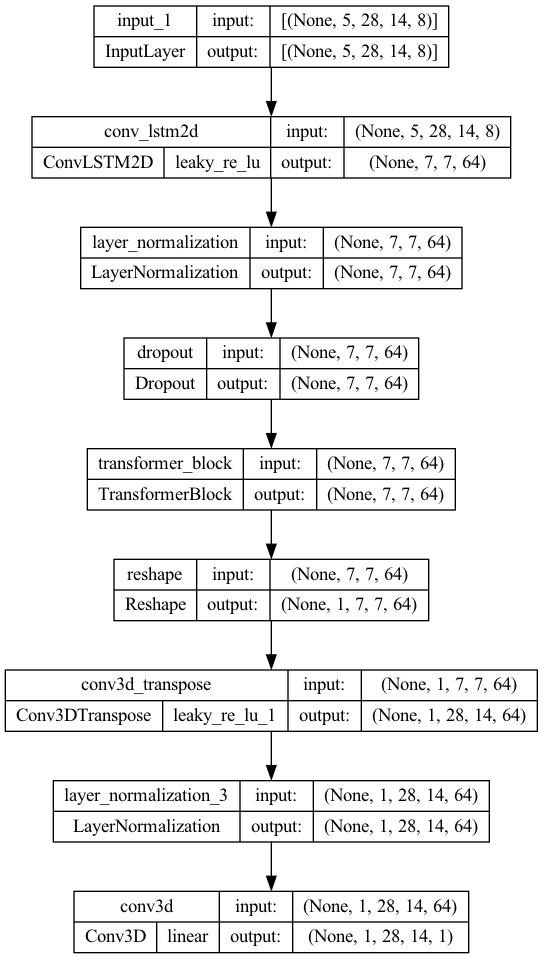 input_1 input: [(None, 5, 28, 14, 8)]
InputLayer output: [(None, 5, 28, 14, 8)]
conv_lstm2d input: (None, 5, 28, 14, 8)
ConvLSTM2D leaky_re_lu output: (None, 7, 7, 64)
layer_normalization input: (None, 7, 7, 64)
LayerNormalization output: (None, 7, 7, 64)
dropout input: (None, 7, 7, 64)
Dropout output: (None, 7, 7, 64)
transformer_block input: (None, 7, 7, 64)
TransformerBlock output: (None, 7, 7, 64)
reshape input: (None, 7, 7, 64)
Reshape output: (None, 1, 7, 7, 64)
conv3d_transpose input: (None, 1, 7, 7, 64)
Conv3DTranspose leaky_re_lu_1 output: (None, 1, 28, 14, 64)
layer_normalization_3 input: (None, 1, 28, 14, 64)
LayerNormalization output: (None, 1, 28, 14, 64)
conv3d input: (None, 1, 28, 14, 64)
Conv3D linear output: (None, 1, 28, 14, 1)